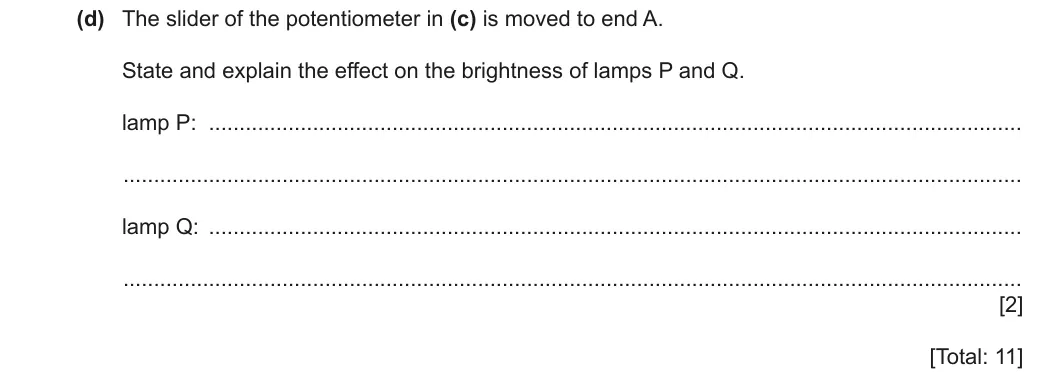 (d) The slider of the potentiometer in (c) is moved to end A.
State and explain the effect on the brightness of lamps P and Q.
lamp P: ........................................................................................................................................
......................................................................................................................................................
lamp Q: ........................................................................................................................................
......................................................................................................................................................
[2]
[Total: 11]